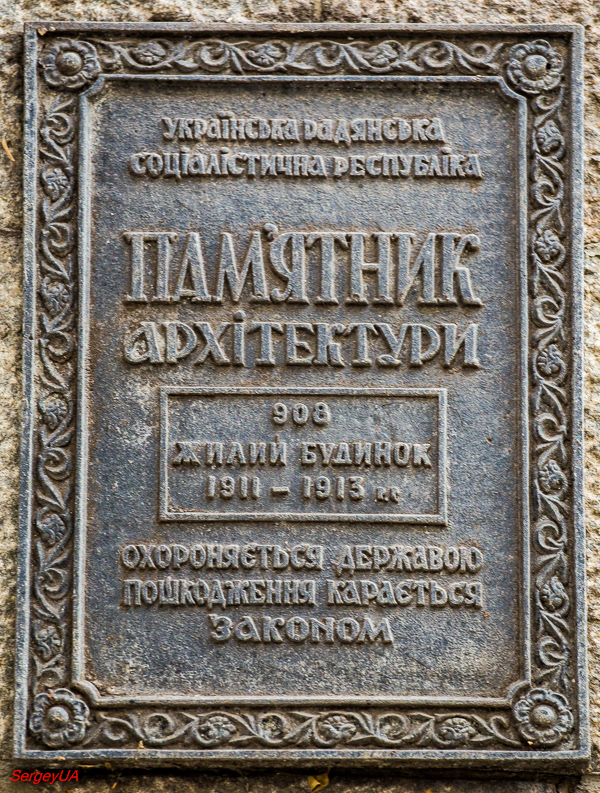 Українська Радянська
Соціалістична Республіка
ПАМ'ЯТНИК
АРХІТЕКТУРИ
908
ЖИЛИЙ БУДИНОК
1911 – 1913 р.р.
ОХОРОНЯЄТЬСЯ ДЕРЖАВОЮ
ПОШКОДЖЕННЯ КАРАЄТЬСЯ
ЗАКОНОМ
SergeyUA